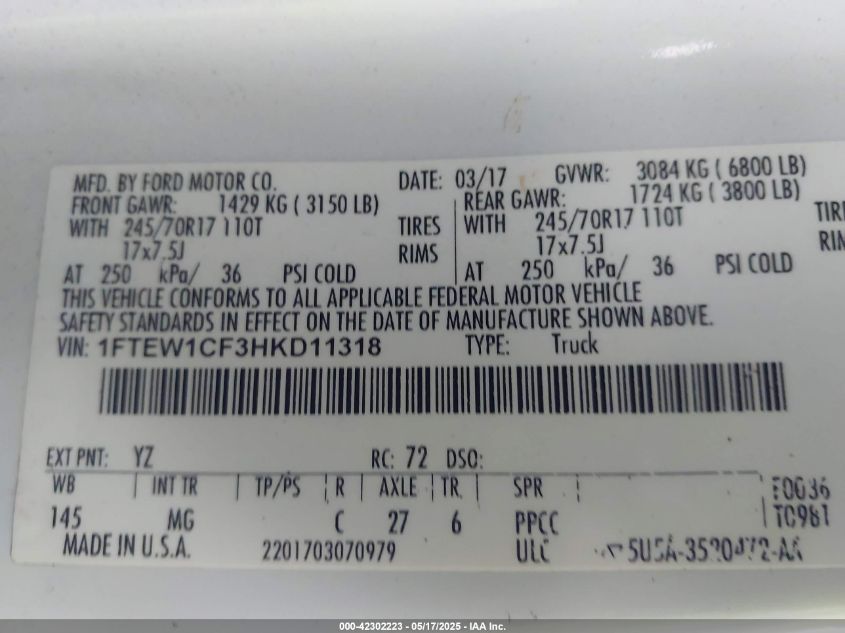 MFD. BY FORD MOTOR CO. DATE: 03/17 GVWR: 3084 KG ( 6800 LB)
FRONT GAWR: 1429 KG ( 3150 LB) REAR GAWR: 1724 KG ( 3800 LB)
WITH 245/70R17 110T TIRES WITH 245/70R17 110T TIRE
17x7.5J RIMS 17x7.5J RIM
AT 250 kPa/ 36 PSI COLD AT 250 kPa/ 36 PSI COLD
THIS VEHICLE CONFORMS TO ALL APPLICABLE FEDERAL MOTOR VEHICLE
SAFETY STANDARDS IN EFFECT ON THE DATE OF MANUFACTURE SHOWN ABOVE.
VIN: 1FTEW1CF3HKD11318 TYPE: Truck
EXT PNT: YZ RC: 72 DSO:
WB INT TR TP/PS R AXLE TR SPR F0036
145 MG C 27 6 PPCC T0981
MADE IN U.S.A. 2201703070979 ULC
000-42302223 - 05/17/2025 - IAA Inc.